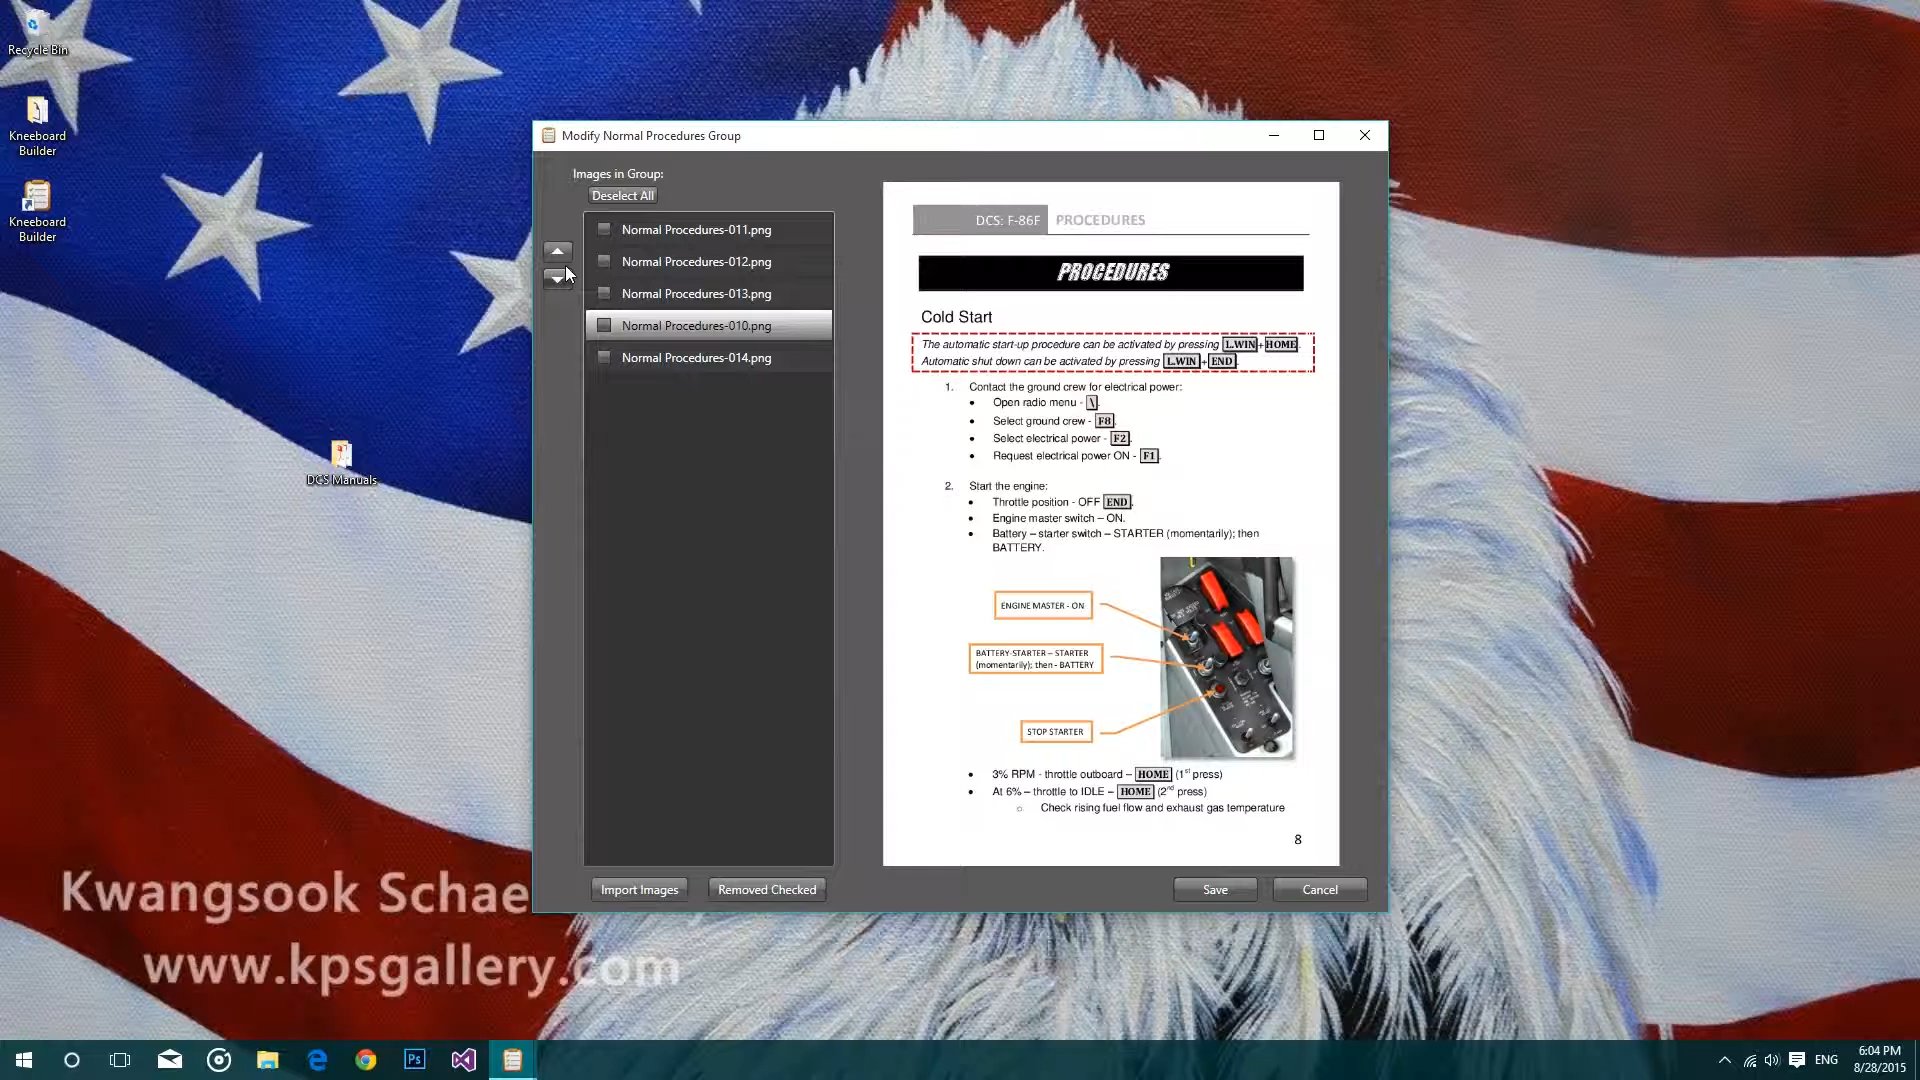 Recycle Bin
Kneeboard
Builder
Kneeboard
Builder
DCS Manuals
Modify Normal Procedures Group
Images in Group:
Deselect All
Normal Procedures-011.png
Normal Procedures-012.png
Normal Procedures-013.png
Normal Procedures-010.png
Normal Procedures-014.png
Import Images
Removed Checked
DCS: F-86F PROCEDURES
PROCEDURES
Cold Start
The automatic start-up procedure can be activated by pressing L.WIN+HOME.
Automatic shut down can be activated by pressing L.WIN+END.
1. Contact the ground crew for electrical power:
• Open radio menu - \.
• Select ground crew - F8.
• Select electrical power - F2.
• Request electrical power ON - F1.
2. Start the engine:
• Throttle position - OFF END.
• Engine master switch – ON.
• Battery – starter switch – STARTER (momentarily); then
BATTERY.
ENGINE MASTER - ON
BATTERY-STARTER – STARTER
(momentarily); then - BATTERY
STOP STARTER
• 3% RPM - throttle outboard – HOME (1st press)
• At 6% – throttle to IDLE – HOME (2nd press)
o Check rising fuel flow and exhaust gas temperature
8
Save
Cancel
Kwangsook Schae
www.kpsgallery.com
Ps
ENG
6:04 PM
8/28/2015